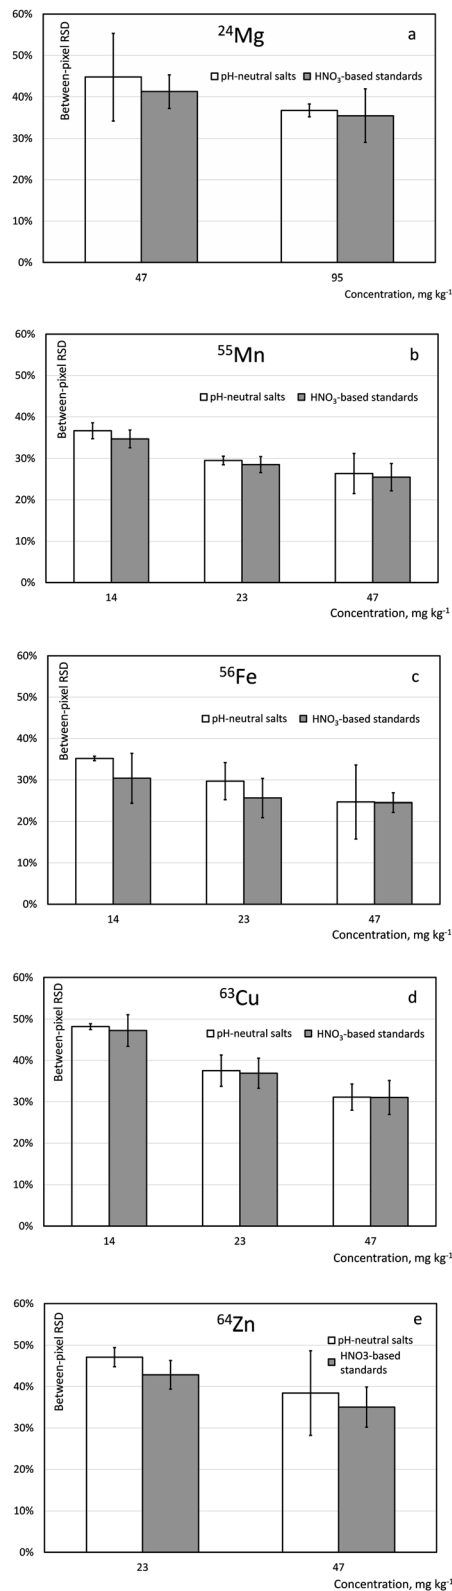 60%
50%
40%
30%
20%
10%
0%
Between-pixel RSD
²⁴Mg
a
pH-neutral salts
HNO₃-based standards
47
95
Concentration, mg kg⁻¹
60%
50%
40%
30%
20%
10%
0%
Between-pixel RSD
⁵⁵Mn
b
pH-neutral salts
HNO₃-based standards
14
23
47
Concentration, mg kg⁻¹
60%
50%
40%
30%
20%
10%
0%
Between-pixel RSD
⁵⁶Fe
c
pH-neutral salts
HNO₃-based standards
14
23
47
Concentration, mg kg⁻¹
60%
50%
40%
30%
20%
10%
0%
Between-pixel RSD
⁶³Cu
d
pH-neutral salts
HNO₃-based standards
14
23
47
Concentration, mg kg⁻¹
60%
50%
40%
30%
20%
10%
0%
Between-pixel RSD
⁶⁴Zn
e
pH-neutral salts
HNO3-based
standards
23
47
Concentration, mg kg⁻¹